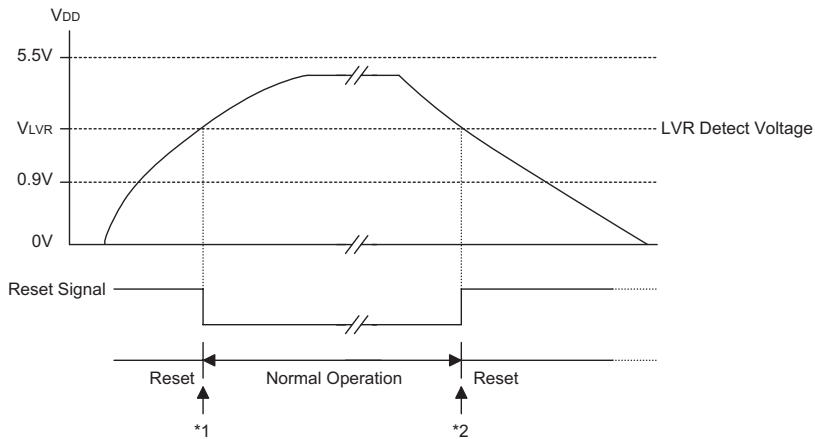 VDD
5.5V
VLVR
LVR Detect Voltage
0.9V
0V
Reset Signal
Reset
Normal Operation
Reset
*1
*2